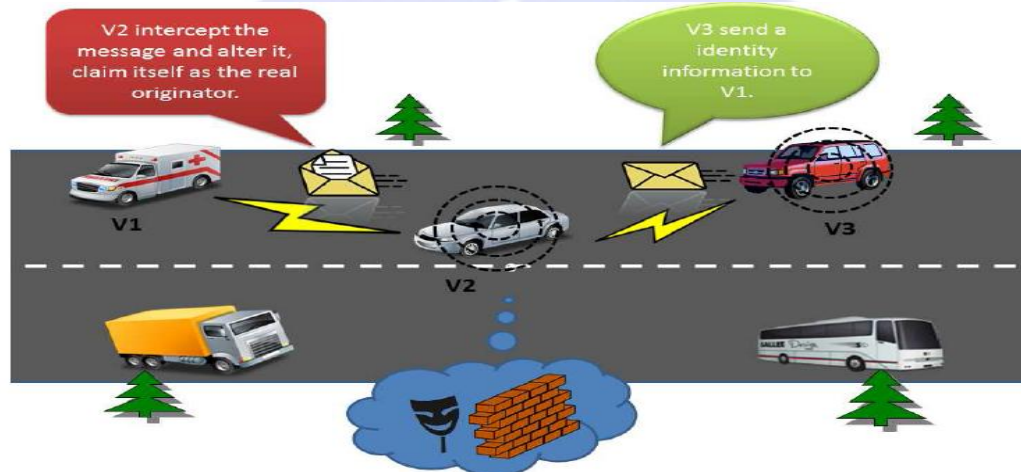 V2 intercept the
message and alter it,
claim itself as the real
originator.
V3 send a
identity
information to
V1.
V1
V2
V3